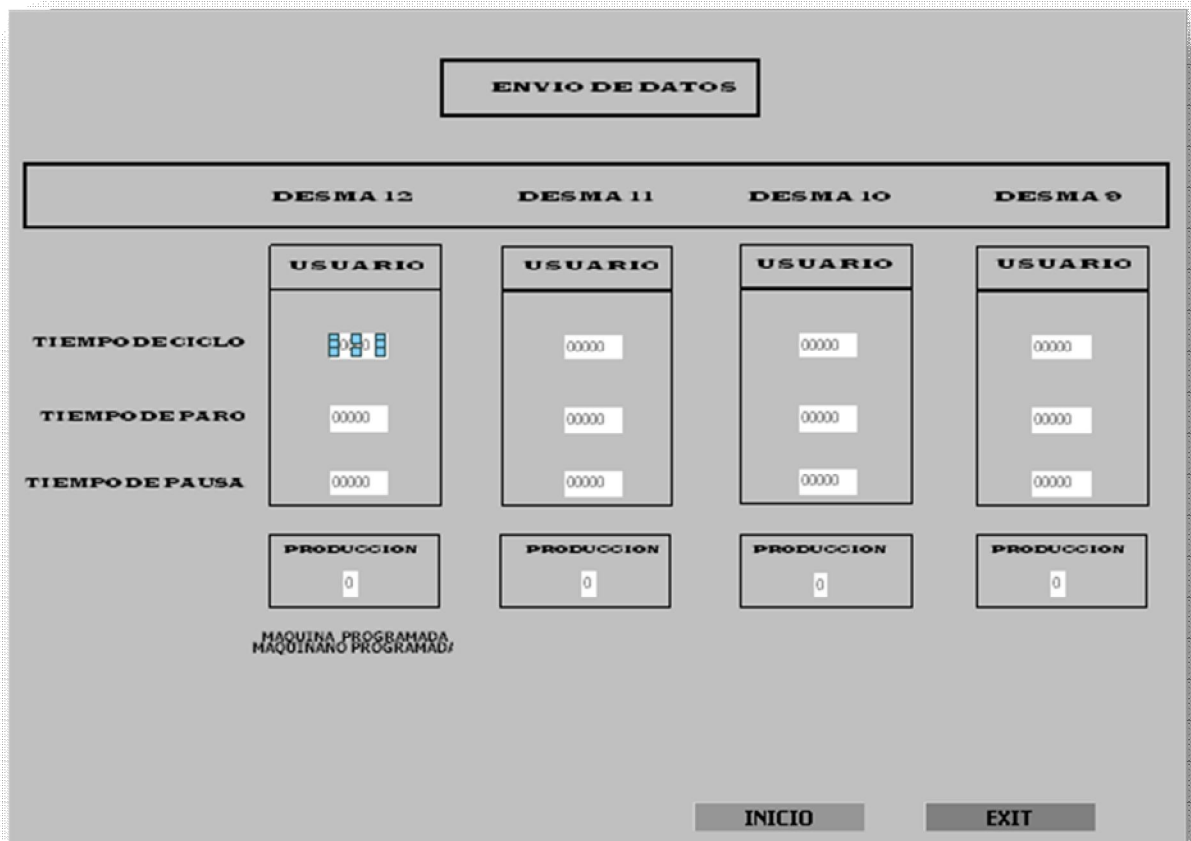 ENVIO DE DATOS
DESMA 12 DESMA 11 DESMA 10 DESMA 9
USUARIO USUARIO USUARIO USUARIO
TIEMPO DE CICLO 00000 00000 00000
TIEMPO DE PARO 00000 00000 00000 00000
TIEMPO DE PAUSA 00000 00000 00000 00000
PRODUCCION PRODUCCION PRODUCCION PRODUCCION
0 0 0 0
MAQUINA PROGRAMADA
MAQUINANO PROGRAMADA
INICIO EXIT